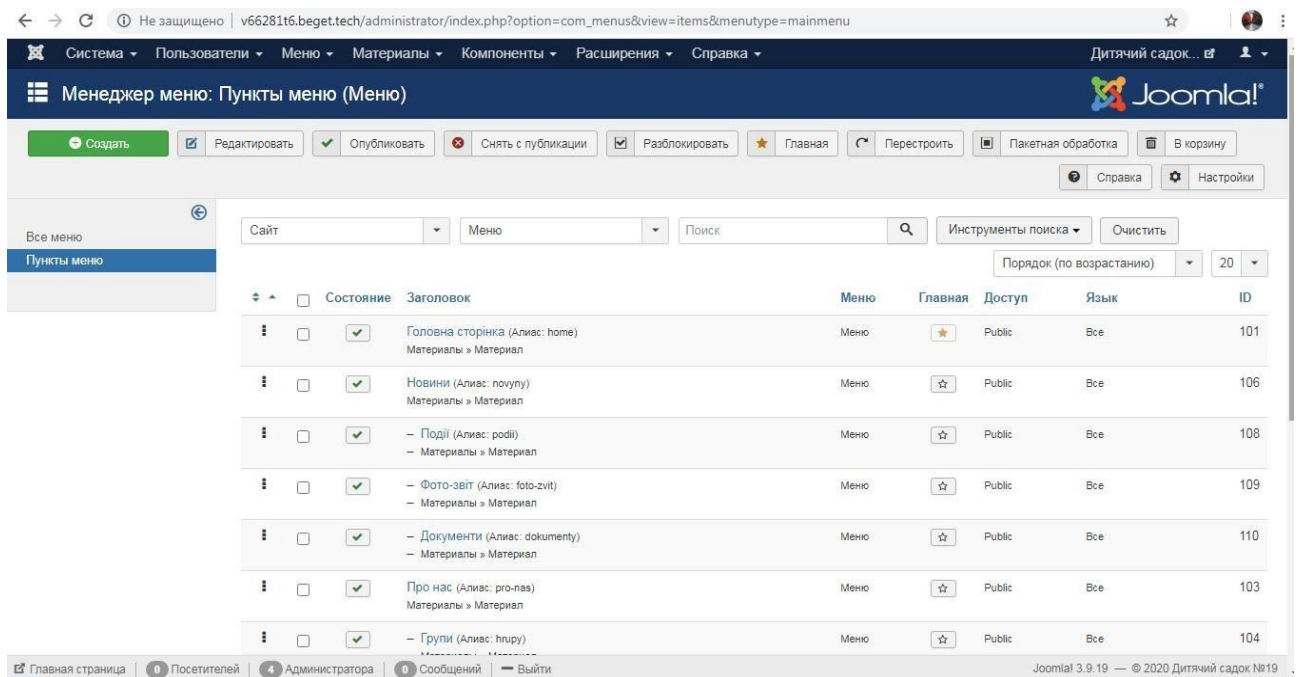 Не защищено | v66281t6.beget.tech/administrator/index.php?option=com_menus&view=items&menutype=mainmenu
Система Пользователи Меню Материалы Компоненты Расширения Справка Дитячий садок...
Менеджер меню: Пункты меню (Меню) Joomla!®
Создать Редактировать Опубликовать Снять с публикации Разблокировать Главная Перестроить Пакетная обработка В корзину
Справка Настройки
Все меню
Пункты меню
Сайт Меню Поиск Инструменты поиска Очистить
Порядок (по возрастанию) 20
Состояние Заголовок Меню Главная Доступ Язык ID
Головна сторінка (Алиас: home) Меню Public Все 101
Материалы » Материал
Новини (Алиас: novyny) Меню Public Все 106
Материалы » Материал
– Події (Алиас: podii) Меню Public Все 108
– Материалы » Материал
– Фото-звіт (Алиас: foto-zvit) Меню Public Все 109
– Материалы » Материал
– Документи (Алиас: dokumenty) Меню Public Все 110
– Материалы » Материал
Про нас (Алиас: pro-nas) Меню Public Все 103
Материалы » Материал
– Групи (Алиас: hrupy) Меню Public Все 104
Главная страница | 0 Посетителей | 4 Администратора | 0 Сообщений | Выйти Joomla! 3.9.19 — © 2020 Дитячий садок №19